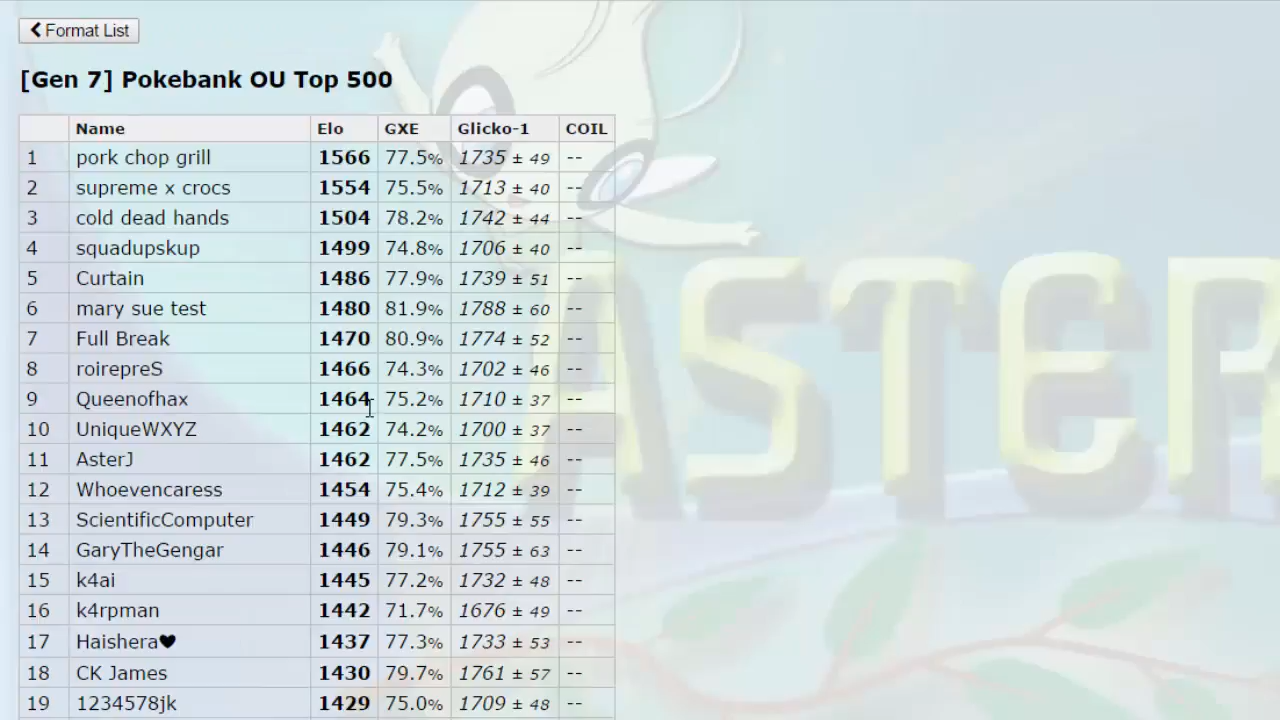 Format List
[Gen 7] Pokebank OU Top 500
Name Elo GXE Glicko-1 COIL
1 pork chop grill 1566 77.5% 1735 ± 49 --
2 supreme x crocs 1554 75.5% 1713 ± 40 --
3 cold dead hands 1504 78.2% 1742 ± 44 --
4 squadupskup 1499 74.8% 1706 ± 40 --
5 Curtain 1486 77.9% 1739 ± 51 --
6 mary sue test 1480 81.9% 1788 ± 60 --
7 Full Break 1470 80.9% 1774 ± 52 --
8 roirepreS 1466 74.3% 1702 ± 46 --
9 Queenofhax 1464 75.2% 1710 ± 37 --
10 UniqueWXYZ 1462 74.2% 1700 ± 37 --
11 AsterJ 1462 77.5% 1735 ± 46 --
12 Whoevencaress 1454 75.4% 1712 ± 39 --
13 ScientificComputer 1449 79.3% 1755 ± 55 --
14 GaryTheGengar 1446 79.1% 1755 ± 63 --
15 k4ai 1445 77.2% 1732 ± 48 --
16 k4rpman 1442 71.7% 1676 ± 49 --
17 Haishera♥ 1437 77.3% 1733 ± 53 --
18 CK James 1430 79.7% 1761 ± 57 --
19 1234578jk 1429 75.0% 1709 ± 48 --
ASTER